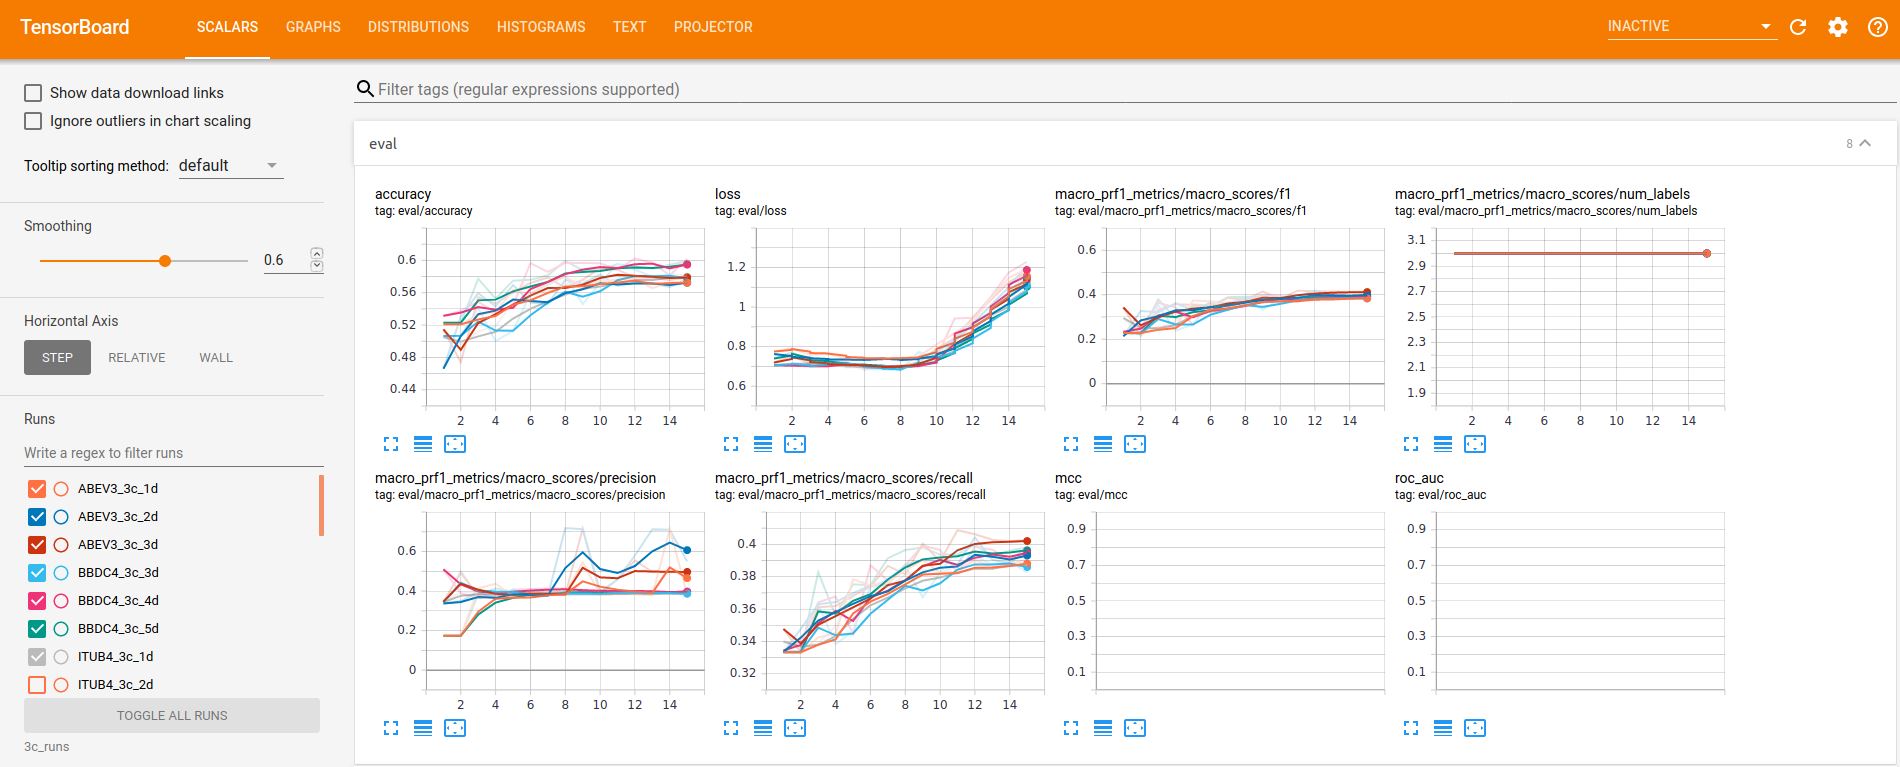 TensorBoard SCALARS GRAPHS DISTRIBUTIONS HISTOGRAMS TEXT PROJECTOR INACTIVE
Show data download links
Ignore outliers in chart scaling
Tooltip sorting method: default
Smoothing
0.6
Horizontal Axis
STEP RELATIVE WALL
Runs
Write a regex to filter runs
ABEV3_3c_1d
ABEV3_3c_2d
ABEV3_3c_3d
BBDC4_3c_3d
BBDC4_3c_4d
BBDC4_3c_5d
ITUB4_3c_1d
ITUB4_3c_2d
TOGGLE ALL RUNS
3c_runs
Filter tags (regular expressions supported)
eval 8
accuracy
tag: eval/accuracy
0.6
0.56
0.52
0.48
0.44
2 4 6 8 10 12 14
loss
tag: eval/loss
1.2
1
0.8
0.6
2 4 6 8 10 12 14
macro_prf1_metrics/macro_scores/f1
tag: eval/macro_prf1_metrics/macro_scores/f1
0.6
0.4
0.2
0
2 4 6 8 10 12 14
macro_prf1_metrics/macro_scores/num_labels
tag: eval/macro_prf1_metrics/macro_scores/num_labels
3.1
2.9
2.7
2.5
2.3
2.1
1.9
2 4 6 8 10 12 14
macro_prf1_metrics/macro_scores/precision
tag: eval/macro_prf1_metrics/macro_scores/precision
0.6
0.4
0.2
0
2 4 6 8 10 12 14
macro_prf1_metrics/macro_scores/recall
tag: eval/macro_prf1_metrics/macro_scores/recall
0.4
0.38
0.36
0.34
0.32
2 4 6 8 10 12 14
mcc
tag: eval/mcc
0.9
0.7
0.5
0.3
0.1
roc_auc
tag: eval/roc_auc
0.9
0.7
0.5
0.3
0.1